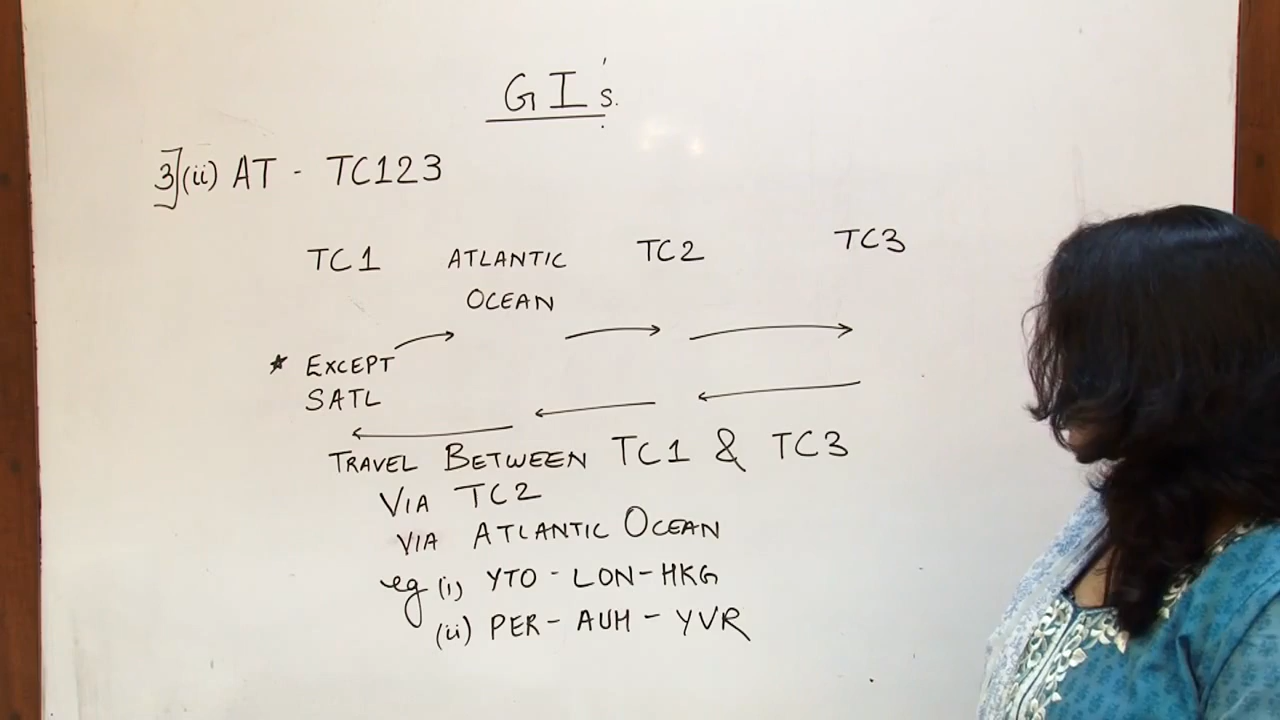 GI's.
3](ii) AT - TC123
TC1 ATLANTIC OCEAN TC2 TC3
* EXCEPT SATL
TRAVEL BETWEEN TC1 & TC3
VIA TC2
VIA ATLANTIC OCEAN
eg (i) YTO - LON - HKG
(ii) PER - AUH - YVR